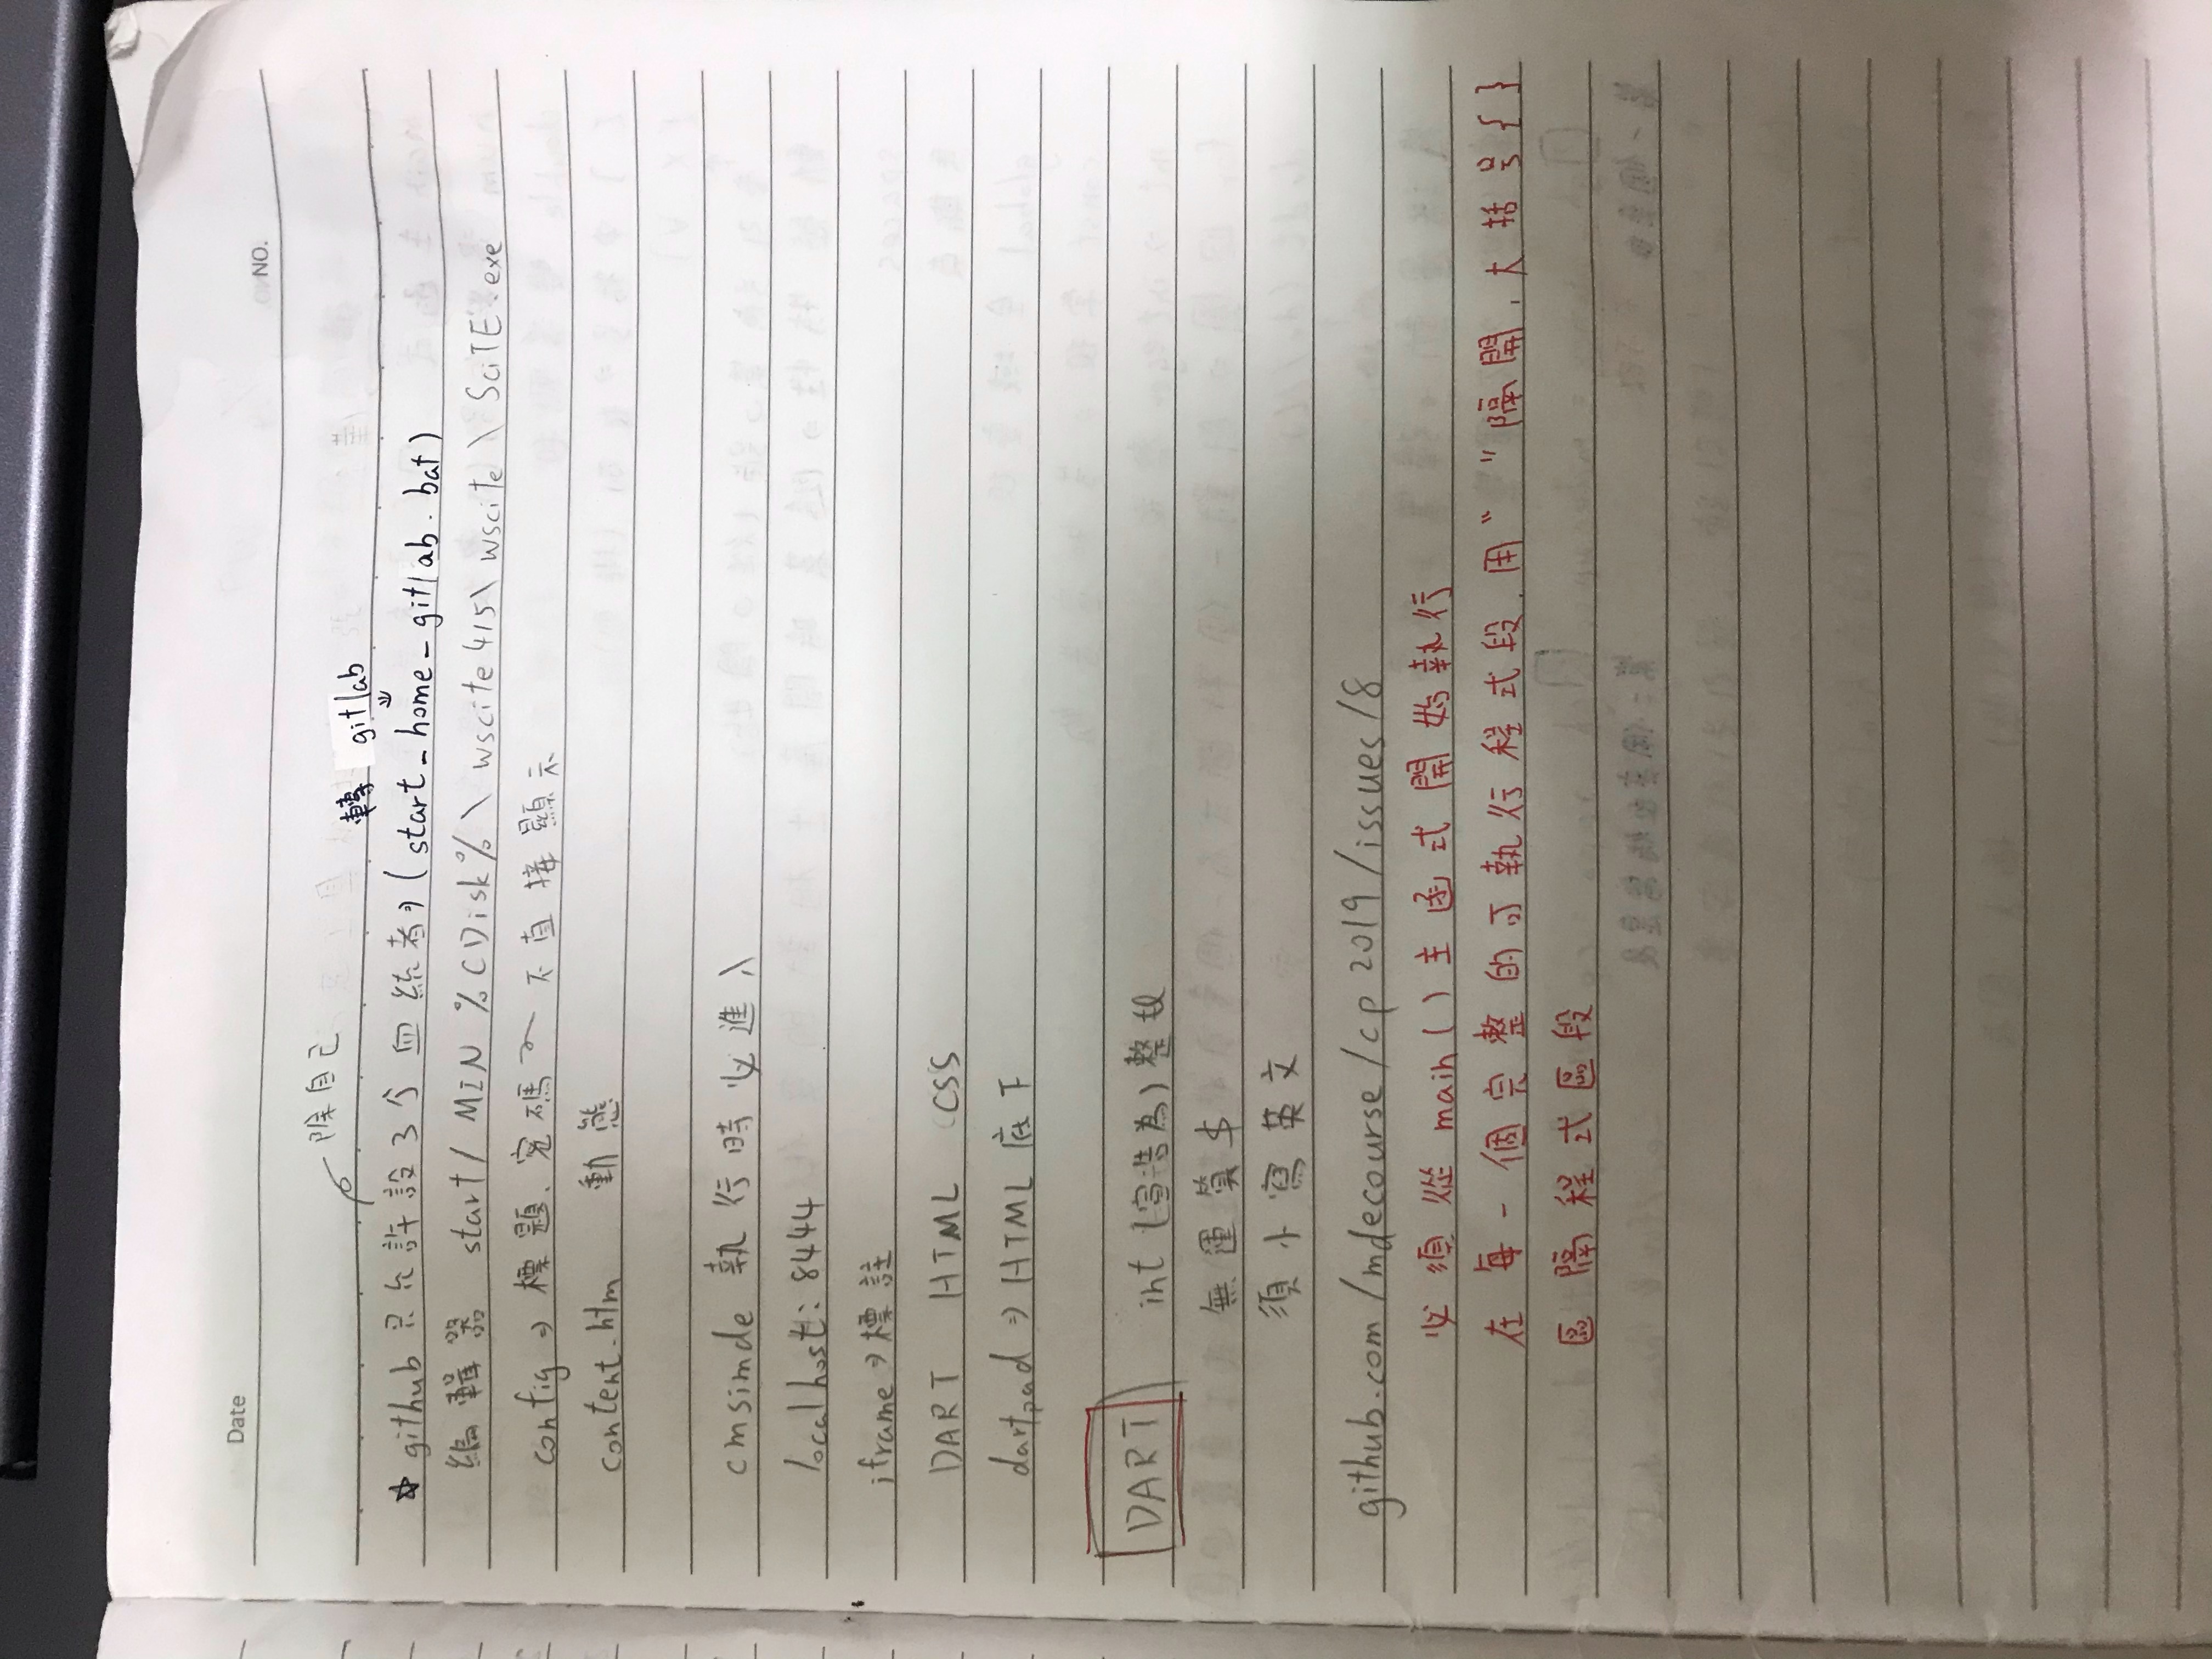 Date
NO.
除自己
轉 gitlab
☆ github 只允許設3个 統者⇒(start_home_gitlab.bat)
編輯器 start/ MIN %CDisk% \ wscite415\ wscite \ SciTE.exe
config ⇒ 標題、密碼~不直接顯示
content.htm 動態
cmsimde 執行時必進入
localhost: 8444
iframe ⇒ 標註
DART HTML CSS
dartpad ⇒ HTML 底下
DART int (宣告為) 整
無運算$
須小寫英文
github.com/mdecourse/cp2019/issues/8
必須從 main() 主函式開始執行
在每一個完整的可執行程式段、用“ ”隔開,大括号{ }
區隔程式區段